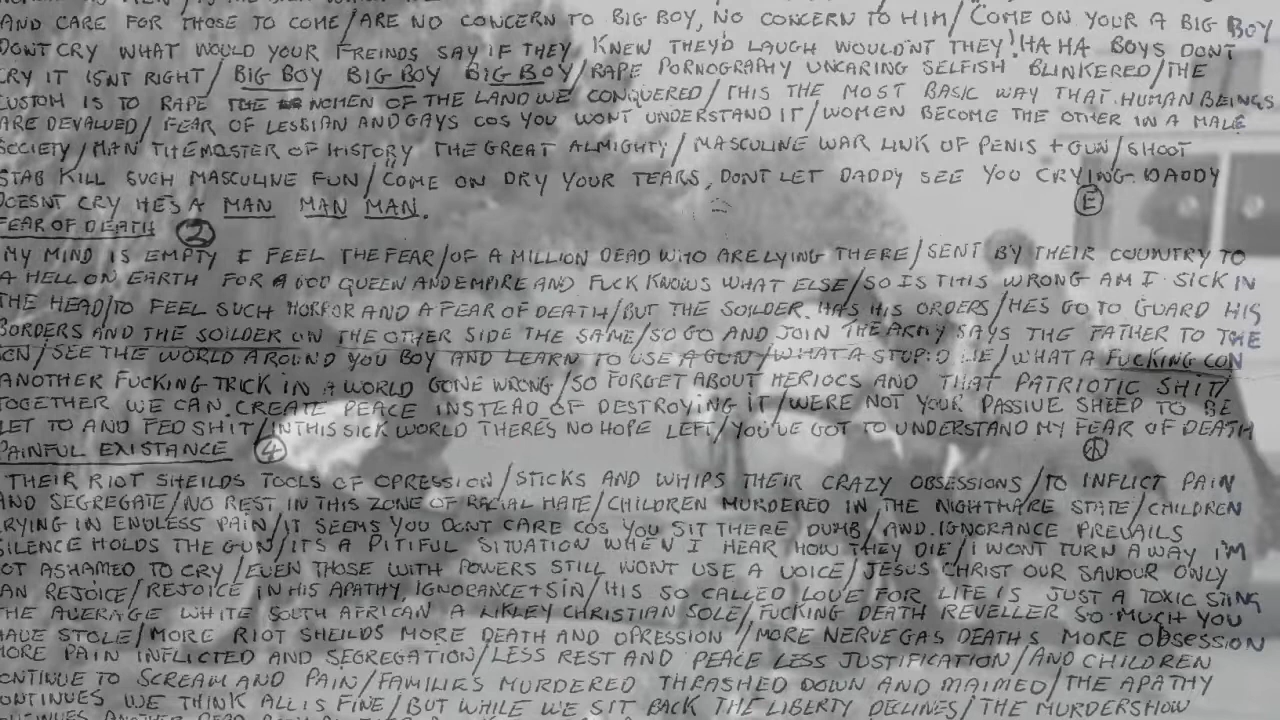 AND CARE FOR THOSE TO COME/ARE NO CONCERN TO BIG BOY, NO CONCERN TO HIM/COME ON YOUR A BIG BOY
DONT CRY WHAT WOULD YOUR FREINDS SAY IF THEY KNEW THEY'D LAUGH WOULDNT THEY! HA HA BOYS DONT
CRY IT ISNT RIGHT/BIG BOY BIG BOY BIG BOY/RAPE PORNOGRAPHY UNCARING SELFISH BLINKERED/THE
CUSTOM IS TO RAPE THE WOMEN OF THE LAND WE CONQUERED/THIS THE MOST BASIC WAY THAT HUMAN BEINGS
ARE DEVALUED/FEAR OF LESBIAN AND GAYS COS YOU WONT UNDERSTAND IT/WOMEN BECOME THE OTHER IN A MALE
SOCIETY/MAN THE MASTER OF HISTORY THE GREAT ALMIGHTY/MASCULINE WAR LINK OF PENIS + GUN/SHOOT
STAB KILL SUCH MASCULINE FUN/COME ON DRY YOUR TEARS, DONT LET DADDY SEE YOU CRYING. DADDY
DOESNT CRY HE'S A MAN MAN MAN. E
FEAR OF DEATH 2
MY MIND IS EMPTY I FEEL THE FEAR/OF A MILLION DEAD WHO ARE LYING THERE/SENT BY THEIR COUNTRY TO
A HELL ON EARTH FOR A GOD QUEEN AND EMPIRE AND FUCK KNOWS WHAT ELSE/SO IS THIS WRONG AM I SICK IN
THE HEAD/TO FEEL SUCH HORROR AND A FEAR OF DEATH/BUT THE SOILDER HAS HIS ORDERS/HE'S GO TO GUARD HIS
BORDERS AND THE SOILDER ON THE OTHER SIDE THE SAME/SO GO AND JOIN THE ARMY SAYS THE FATHER TO THE
SON/SEE THE WORLD AROUND YOU BOY AND LEARN TO USE A GUN/WHAT A STUPID LIE/WHAT A FUCKING CON
ANOTHER FUCKING TRICK IN A WORLD GONE WRONG/SO FORGET ABOUT HERIOCS AND THAT PATRIOTIC SHIT/
TOGETHER WE CAN CREATE PEACE INSTEAD OF DESTROYING IT/WERE NOT YOUR PASSIVE SHEEP TO BE
LET TO AND FED SHIT/IN THIS SICK WORLD THERE'S NO HOPE LEFT/YOU'VE GOT TO UNDERSTAND MY FEAR OF DEATH
PAINFUL EXISTANCE 4
THEIR RIOT SHEILDS TOOLS OF OPRESSION/STICKS AND WHIPS THEIR CRAZY OBSESSIONS/TO INFLICT PAIN
AND SEGREGATE/NO REST IN THIS ZONE OF RACIAL HATE/CHILDREN MURDERED IN THE NIGHTMARE STATE/CHILDREN
CRYING IN ENDLESS PAIN/IT SEEMS YOU DONT CARE COS YOU SIT THERE DUMB/AND IGNORANCE PREVAILS
SILENCE HOLDS THE GUN/IT'S A PITIFUL SITUATION WHEN I HEAR HOW THEY DIE/I WONT TURN AWAY I'M
NOT ASHAMED TO CRY/EVEN THOSE WITH POWERS STILL WONT USE A VOICE/JESUS CHRIST OUR SAVIOUR ONLY
CAN REJOICE/REJOICE IN HIS APATHY, IGNORANCE + SIN/HIS SO CALLED LOVE FOR LIFE IS JUST A TOXIC STING
THE AVERAGE WHITE SOUTH AFRICAN A LIKLEY CHRISTIAN SOLE/FUCKING DEATH REVELLER SO MUCH YOU
HAVE STOLE/MORE RIOT SHEILDS MORE DEATH AND OPRESSION/MORE NERVE GAS DEATHS MORE OBSESSION
MORE PAIN INFLICTED AND SEGREGATION/LESS REST AND PEACE LESS JUSTIFICATION/AND CHILDREN
CONTINUE TO SCREAM AND PAIN/FAMILIES MURDERED THRASHED DOWN AND MAIMED/THE APATHY
CONTINUES WE THINK ALL IS FINE/BUT WHILE WE SIT BACK THE LIBERTY DECLINES/THE MURDERSHOW